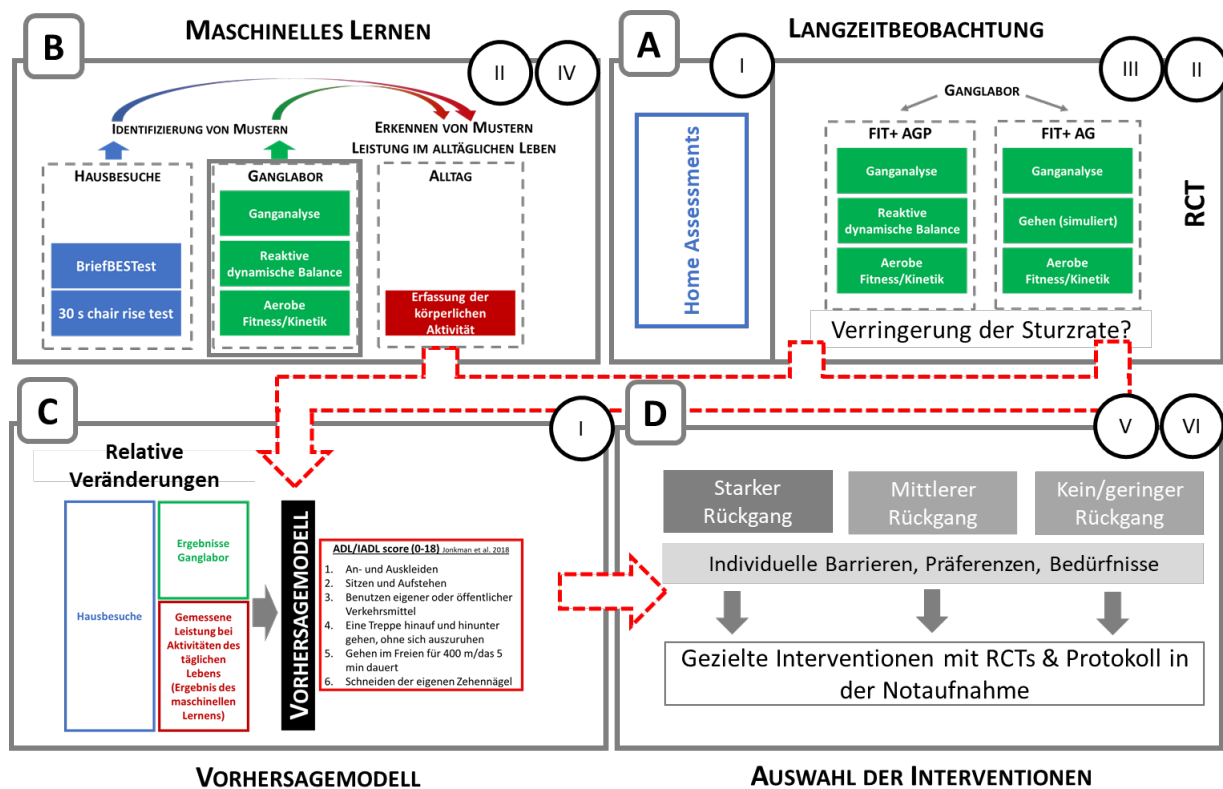 B
MASCHINELLES LERNEN
II
IV
IDENTIFIZIERUNG VON MUSTERN
ERKENNEN VON MUSTERN
LEISTUNG IM ALLTÄGLICHEN LEBEN
HAUSBESUCHE
BriefBESTest
30 s chair rise test
GANGLABOR
Ganganalyse
Reaktive
dynamische Balance
Aerobe
Fitness/Kinetik
ALLTAG
Erfassung der
körperlichen
Aktivität
A
LANGZEITBEOBACHTUNG
I
III
II
Home Assessments
GANGLABOR
FIT+ AGP
Ganganalyse
Reaktive
dynamische Balance
Aerobe
Fitness/Kinetik
FIT+ AG
Ganganalyse
Gehen (simuliert)
Aerobe
Fitness/Kinetik
RCT
Verringerung der Sturzrate?
C
I
Relative
Veränderungen
Hausbesuche
Ergebnisse
Ganglabor
Gemessene
Leistung bei
Aktivitäten des
täglichen
Lebens
(Ergebnis des
maschinellen
Lernens)
VORHERSAGEMODELL
ADL/IADL score (0-18) Jonkman et al. 2018
1. An- und Auskleiden
2. Sitzen und Aufstehen
3. Benutzen eigener oder öffentlicher
Verkehrsmittel
4. Eine Treppe hinauf und hinunter
gehen, ohne sich auszuruhen
5. Gehen im Freien für 400 m/das 5
min dauert
6. Schneiden der eigenen Zehennägel
VORHERSAGEMODELL
D
V
VI
Starker
Rückgang
Mittlerer
Rückgang
Kein/geringer
Rückgang
Individuelle Barrieren, Präferenzen, Bedürfnisse
Gezielte Interventionen mit RCTs & Protokoll in
der Notaufnahme
AUSWAHL DER INTERVENTIONEN